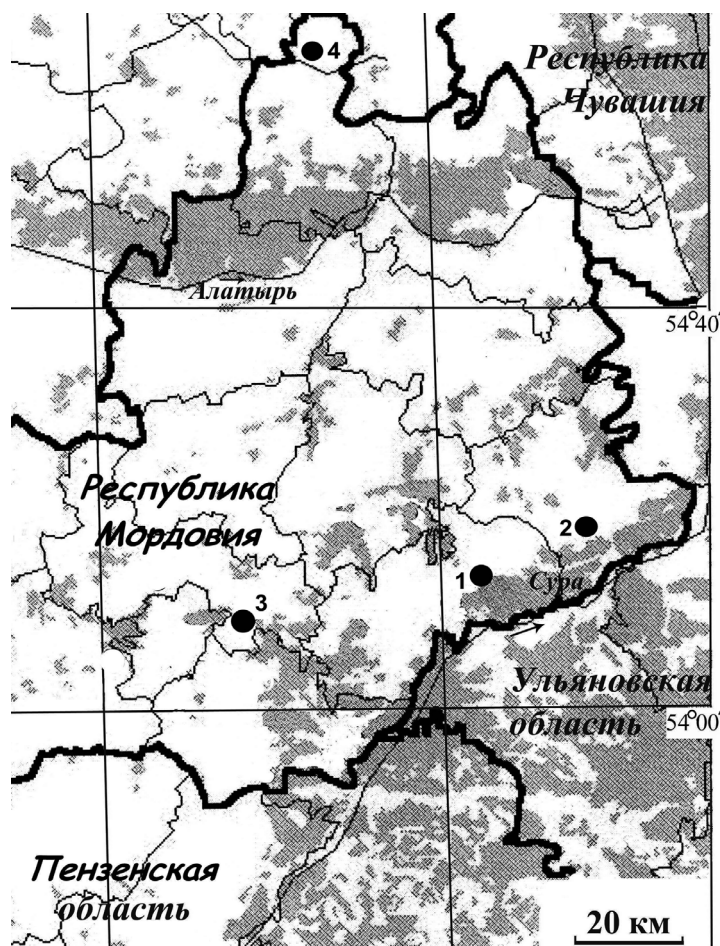 4
Республика
Чувашия
Алатырь
54°40'
Республика
Мордовия
2
1
Сура
3
Ульяновская
область
54°00'
Пензенская
область
20 км